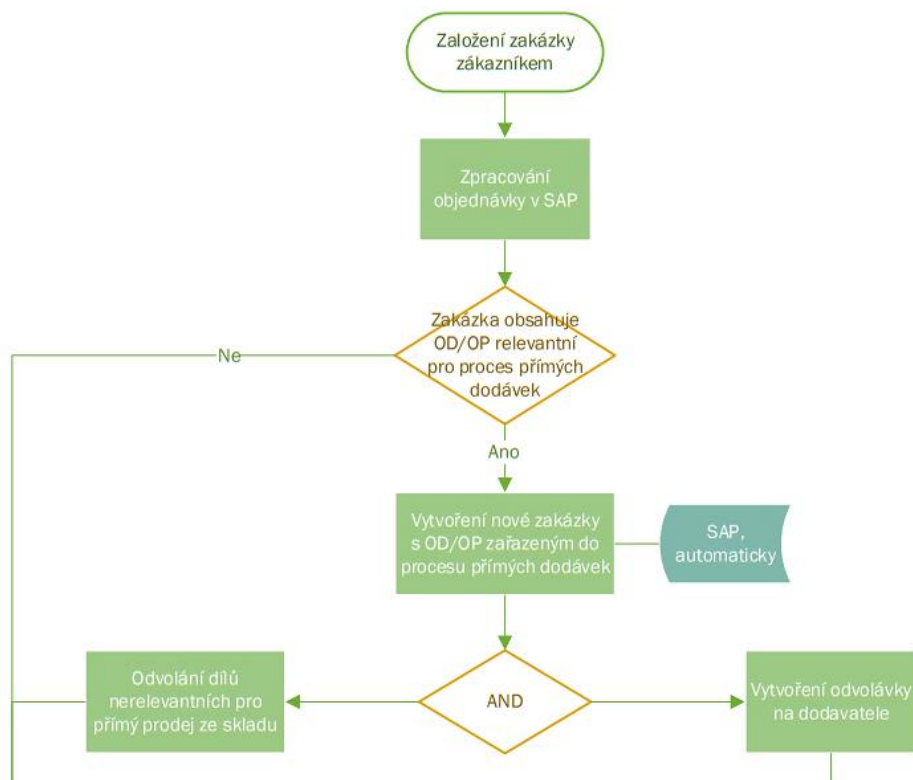 Založení zakázky
zákazníkem
Zpracování
objednávky v SAP
Zakázka obsahuje
OD/OP relevantní
pro proces přímých
dodávek
Ne
Ano
Vytvoření nové zakázky
s OD/OP zařazeným do
procesu přímých dodávek
SAP,
automaticky
Odvolání dílů
nerelevantních pro
přímý prodej ze skladu
AND
Vytvoření odvolávky
na dodavatele